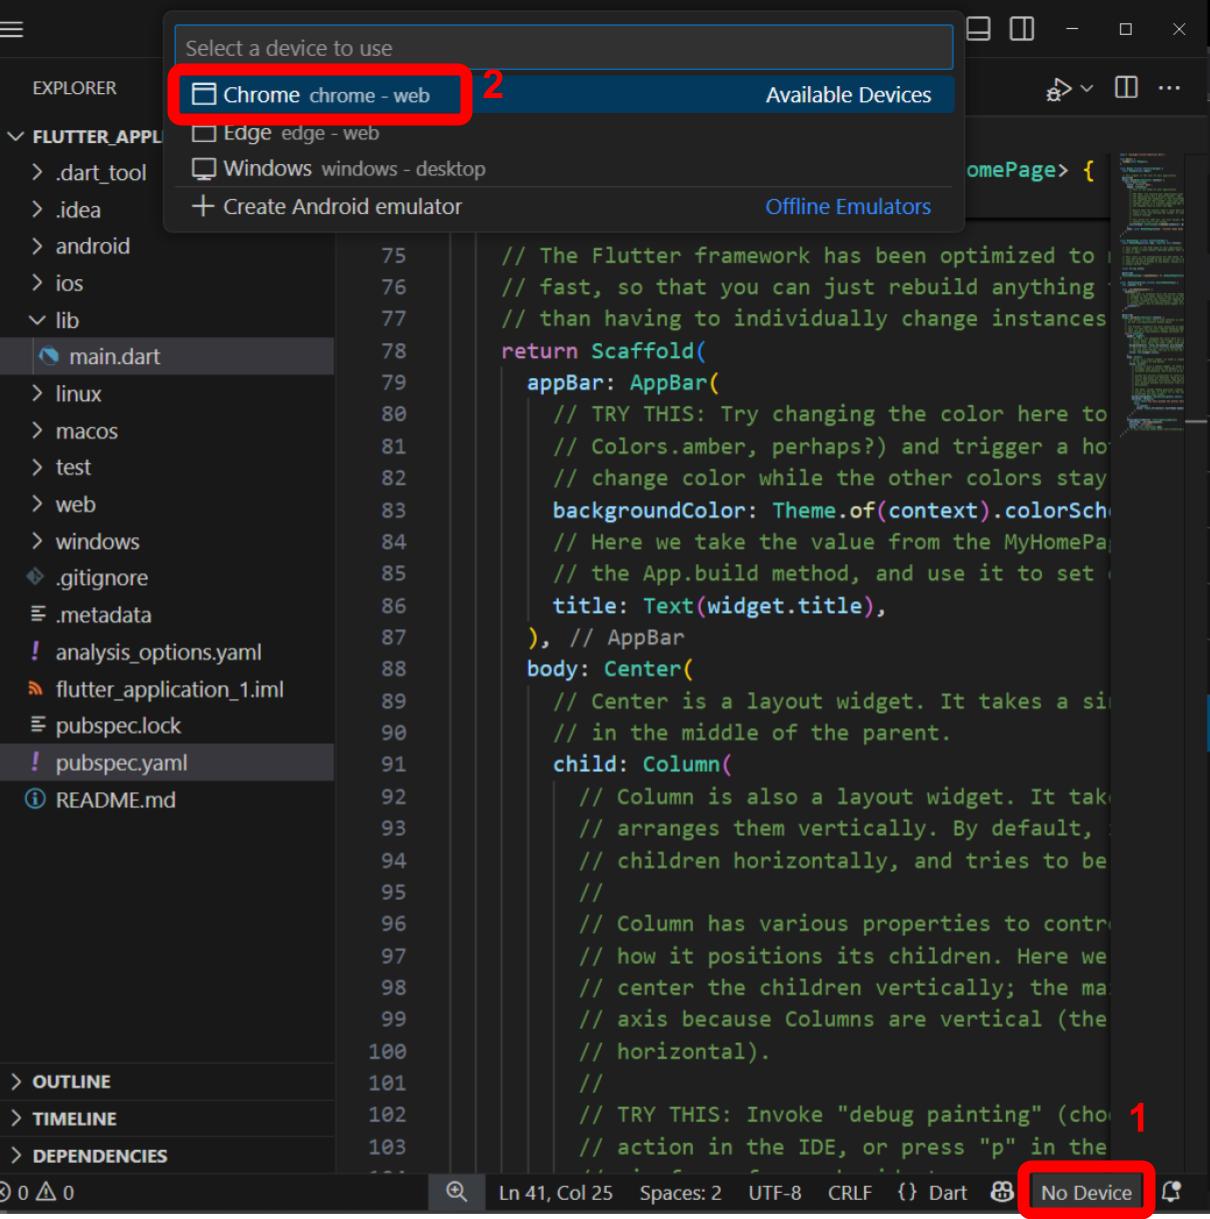 Select a device to use
Chrome chrome - web Available Devices
2
Edge edge - web
Windows windows - desktop
Create Android emulator Offline Emulators
EXPLORER
.dart_tool
.idea
android
ios
lib
main.dart
linux
macos
test
web
windows
.gitignore
.metadata
! analysis_options.yaml
flutter_application_1.iml
pubspec.lock
! pubspec.yaml
README.md
OUTLINE
TIMELINE
DEPENDENCIES
omePage> {
75 // The Flutter framework has been optimized to
76 // fast, so that you can just rebuild anything
77 // than having to individually change instances
78 return Scaffold(
79 appBar: AppBar(
80 // TRY THIS: Try changing the color here to
81 // Colors.amber, perhaps?) and trigger a ho
82 // change color while the other colors stay
83 backgroundColor: Theme.of(context).colorSch
84 // Here we take the value from the MyHomePa
85 // the App.build method, and use it to set
86 title: Text(widget.title),
87 ), // AppBar
88 body: Center(
89 // Center is a layout widget. It takes a si
90 // in the middle of the parent.
91 child: Column(
92 // Column is also a layout widget. It tak
93 // arranges them vertically. By default,
94 // children horizontally, and tries to be
95 //
96 // Column has various properties to contr
97 // how it positions its children. Here we
98 // center the children vertically; the ma
99 // axis because Columns are vertical (the
100 // horizontal).
101 //
102 // TRY THIS: Invoke "debug painting" (cho
103 // action in the IDE, or press "p" in the
1
0 0
Ln 41, Col 25 Spaces: 2 UTF-8 CRLF {} Dart No Device